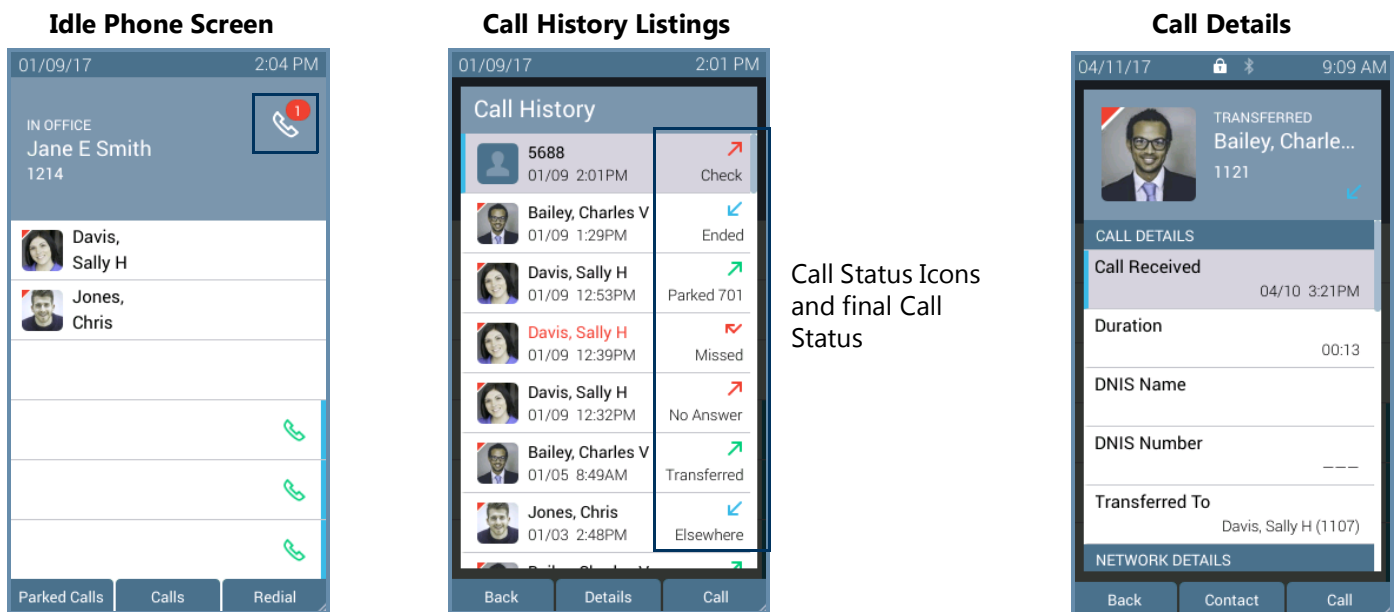 Idle Phone Screen
01/09/17 2:04 PM
1
IN OFFICE
Jane E Smith
1214
Davis,
Sally H
Jones,
Chris
Parked Calls Calls Redial
Call History Listings
01/09/17 2:01 PM
Call History
5688
01/09 2:01PM Check
Bailey, Charles V
01/09 1:29PM Ended
Davis, Sally H
01/09 12:53PM Parked 701
Davis, Sally H
01/09 12:39PM Missed
Davis, Sally H
01/09 12:32PM No Answer
Bailey, Charles V
01/05 8:49AM Transferred
Jones, Chris
01/03 2:48PM Elsewhere
Back Details Call
Call Status Icons
and final Call
Status
Call Details
04/11/17 9:09 AM
TRANSFERRED
Bailey, Charle...
1121
CALL DETAILS
Call Received
04/10 3:21PM
Duration
00:13
DNIS Name
DNIS Number
---
Transferred To
Davis, Sally H (1107)
NETWORK DETAILS
Back Contact Call